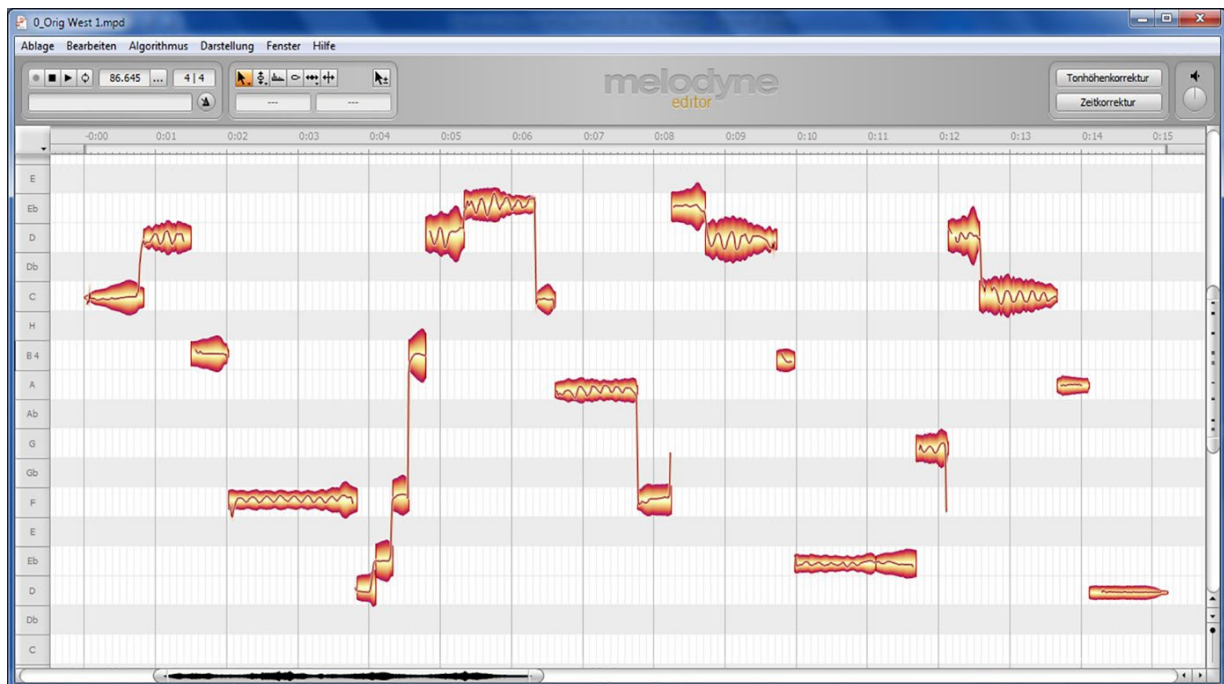 0_Orig West 1.mpd
Ablage Bearbeiten Algorithmus Darstellung Fenster Hilfe
86.645 ... 4|4
melodyne
editor
--- ---
Tonhöhenkorrektur
Zeitkorrektur
-0:00 0:01 0:02 0:03 0:04 0:05 0:06 0:07 0:08 0:09 0:10 0:11 0:12 0:13 0:14 0:15
E
Eb
D
Db
C
H
B 4
A
Ab
G
Gb
F
E
Eb
D
Db
C